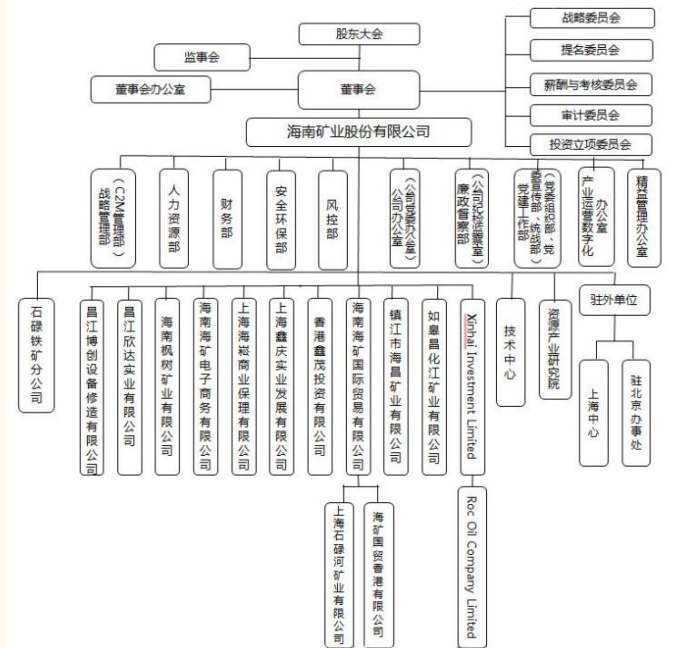 股东大会
监事会
董事会办公室
董事会
战略委员会
提名委员会
薪酬与考核委员会
审计委员会
投资立项委员会
海南矿业股份有限公司
战略管理部
（C2M管理部）
人力资源部
财务部
安全环保部
风控部
公司办公室
（公司党委办公室）
廉政督察部
（公司纪检监察室）
党建工作部
（党委组织部、党
委宣传部、统战部）
产业运营数字化
办公室
精益管理办公室
石碌铁矿分公司
昌江博创设备修造有限公司
昌江欣达实业有限公司
海南枫树矿业有限公司
海南海矿电子商务有限公司
上海海崧商业保理有限公司
上海鑫庆实业发展有限公司
香港鑫茂投资有限公司
海南海矿国际贸易有限公司
镇江市海昌矿业有限公司
如皋昌化江矿业有限公司
Xinhai Investment Limited
技术中心
资源产业研究院
驻外单位
上海中心
驻北京办事处
上海石碌河矿业有限公司
海矿国贸香港有限公司
Roc Oil Company Limited